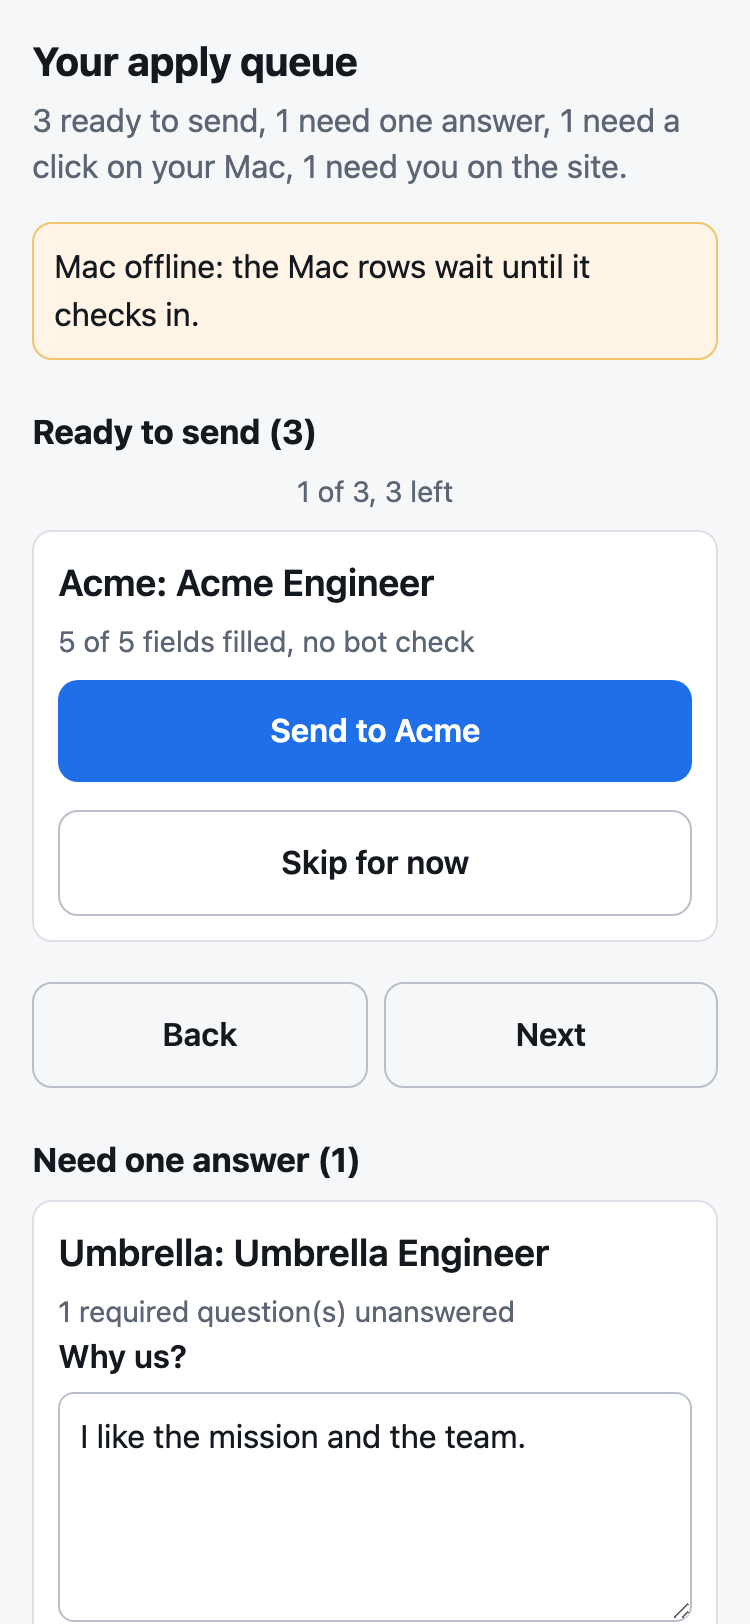 Your apply queue
3 ready to send, 1 need one answer, 1 need a
click on your Mac, 1 need you on the site.
Mac offline: the Mac rows wait until it
checks in.
Ready to send (3)
1 of 3, 3 left
Acme: Acme Engineer
5 of 5 fields filled, no bot check
Send to Acme
Skip for now
Back
Next
Need one answer (1)
Umbrella: Umbrella Engineer
1 required question(s) unanswered
Why us?
I like the mission and the team.